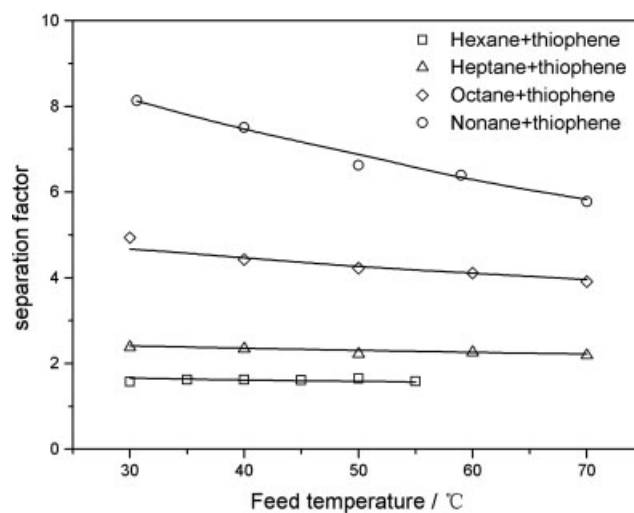 10
8
6
4
2
0
separation factor
Hexane+thiophene
Heptane+thiophene
Octane+thiophene
Nonane+thiophene
30 40 50 60 70
Feed temperature / ℃